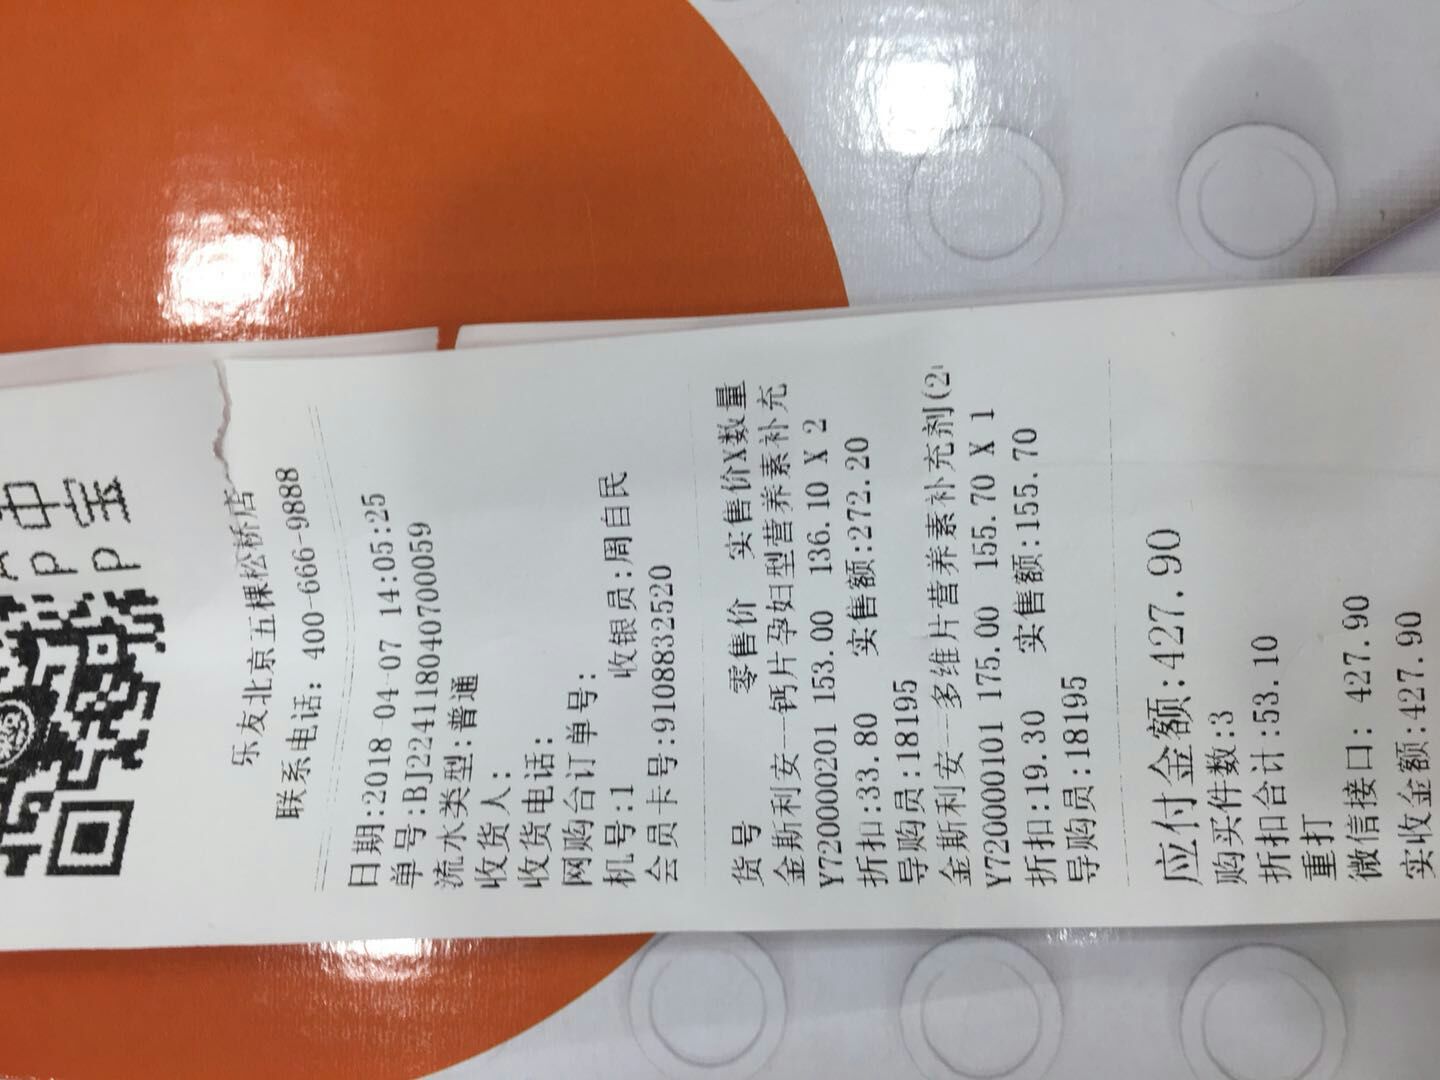 中
P 宝
乐友北京五棵松桥店
联系电话: 400-666-9888
日期:2018 04-07 14:05:25
单号:BJ22411804070059
流水类型:普通
收货人:
收货电话:
网购台订单号:
机号:1 收银员:周自民
会员卡号:9108832520
货号 零售价 实售价X数量
金斯利安--钙片孕妇型营养素补充
Y720000201 153.00 136.10 X 2
折扣:33.80 实售额:272.20
导购员:18195
金斯利安--多维片营养素补充剂(2
Y720000101 175.00 155.70 X 1
折扣:19.30 实售额:155.70
导购员:18195
应付金额:427.90
购买件数:3
折扣合计:53.10
重打
微信接口: 427.90
实收金额:427.90